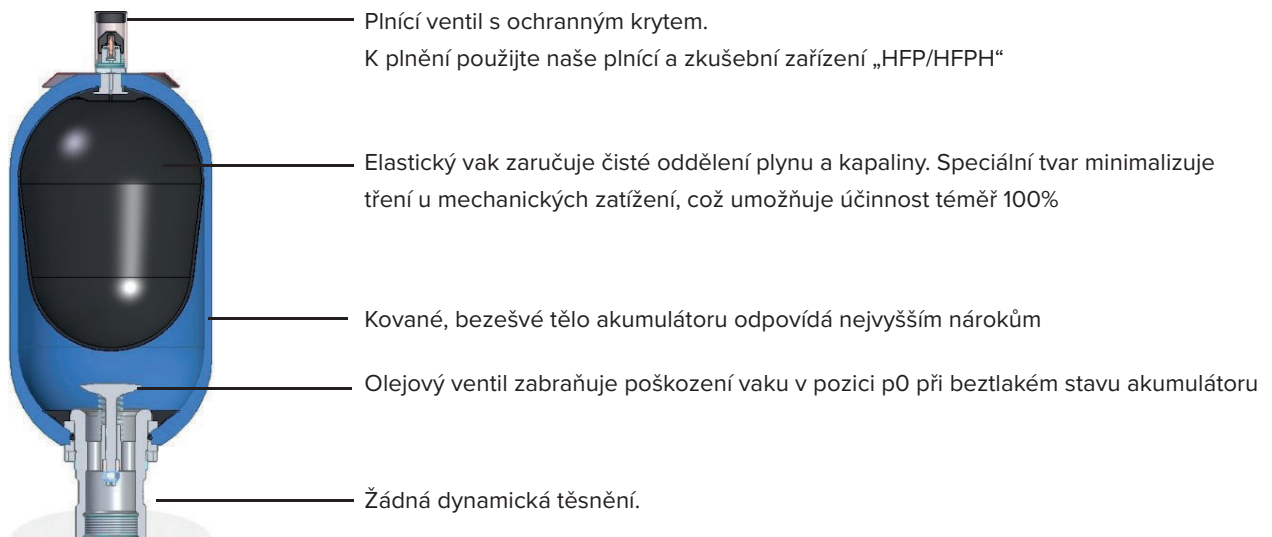 Plnící ventil s ochranným krytem.
K plnění použijte naše plnící a zkušební zařízení „HFP/HFPH“
Elastický vak zaručuje čisté oddělení plynu a kapaliny. Speciální tvar minimalizuje
tření u mechanických zatížení, což umožňuje účinnost téměř 100%
Kované, bezešvé tělo akumulátoru odpovídá nejvyšším nárokům
Olejový ventil zabraňuje poškození vaku v pozici p0 při beztlakém stavu akumulátoru
Žádná dynamická těsnění.